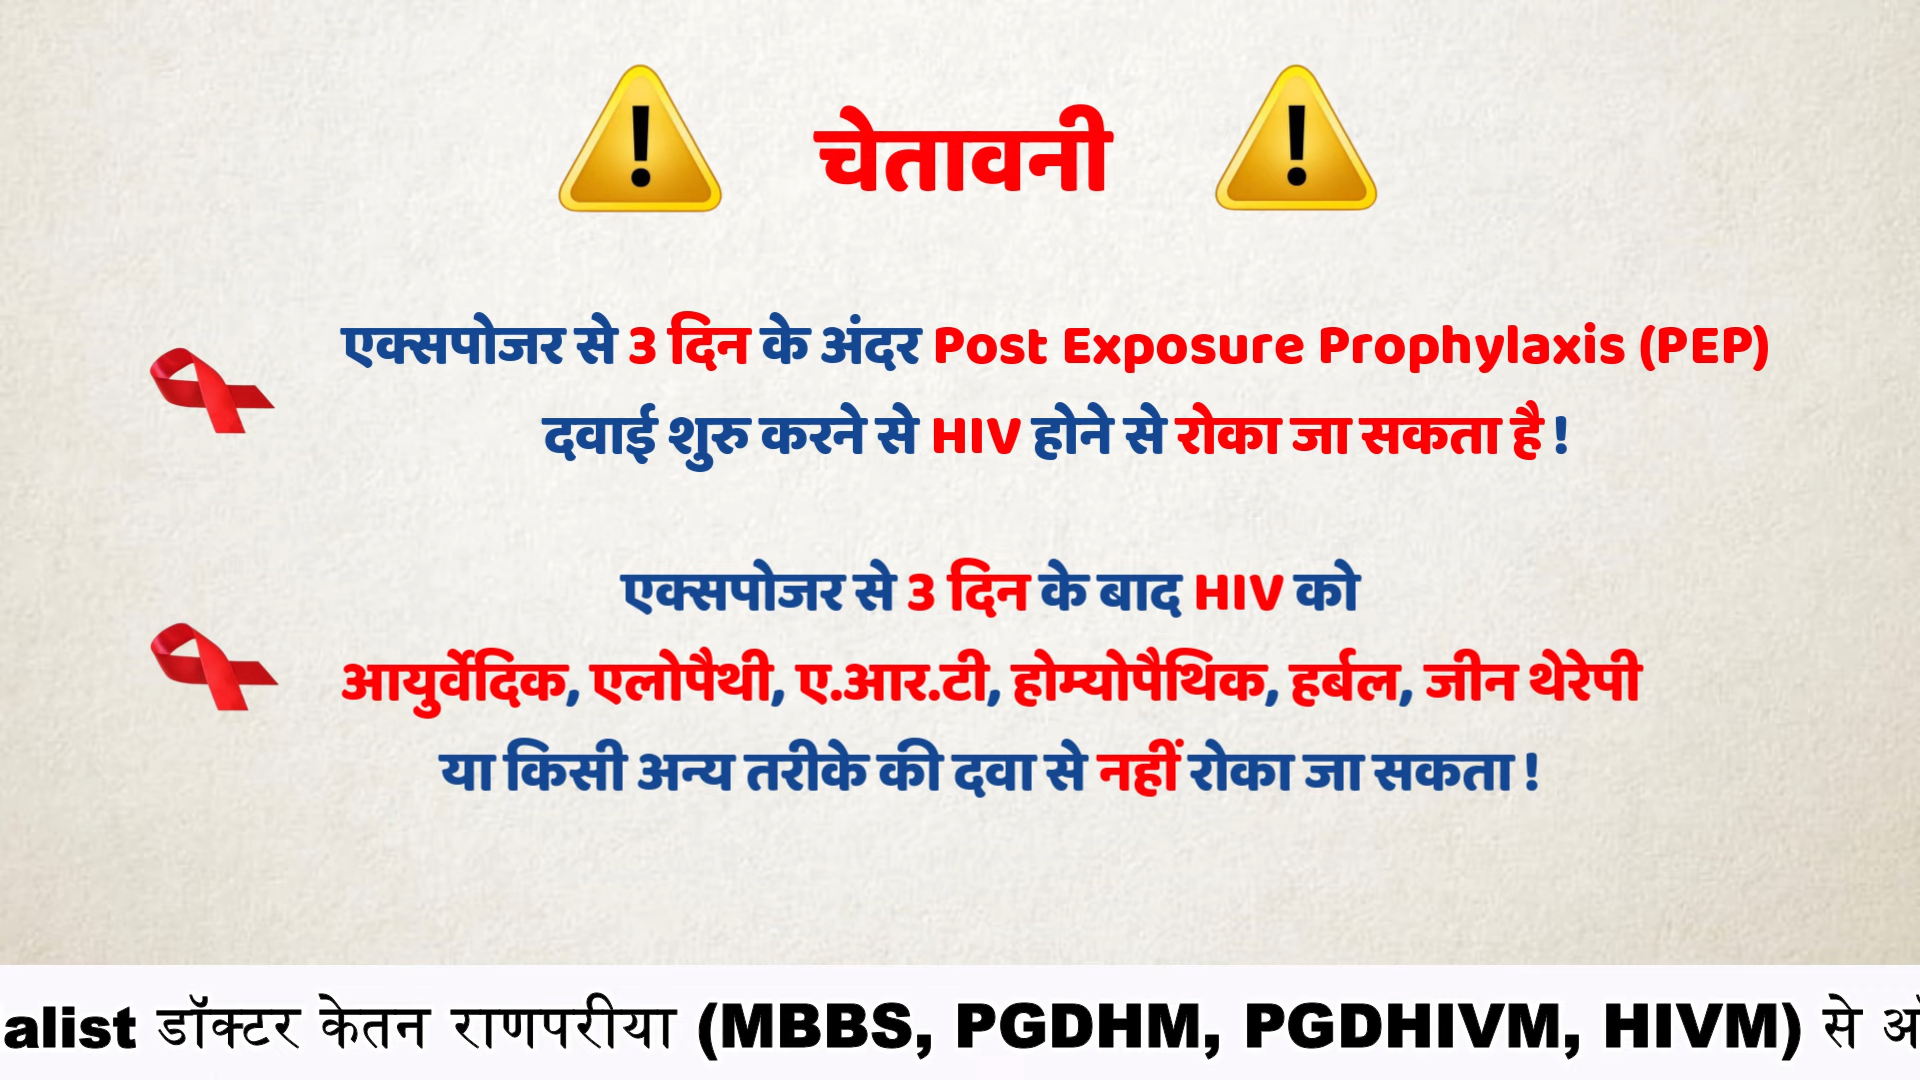 चेतावनी
एक्सपोजर से 3 दिन के अंदर Post Exposure Prophylaxis (PEP)
दवाई शुरु करने से HIV होने से रोका जा सकता है !
एक्सपोजर से 3 दिन के बाद HIV को
आयुर्वेदिक, एलोपैथी, ए.आर.टी, होम्योपैथिक, हर्बल, जीन थेरेपी
या किसी अन्य तरीके की दवा से नहीं रोका जा सकता !
alist डॉक्टर केतन राणपरीया (MBBS, PGDHM, PGDHIVM, HIVM) से